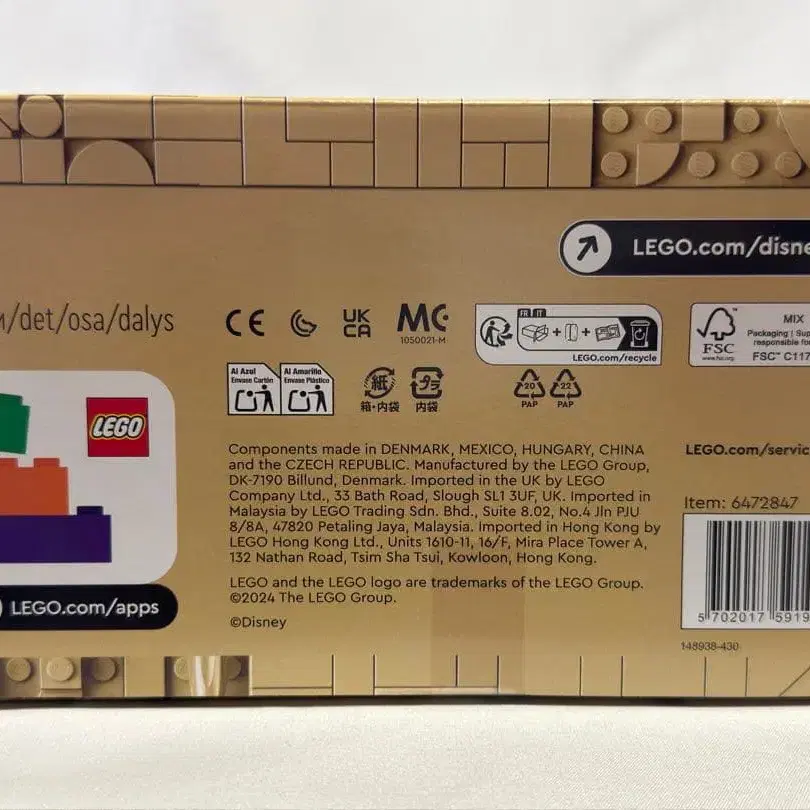 LEGO.com/disne
м/det/osa/dalys
CE
UK
CA
1050021-M
FR IT
LEGO.com/recycle
FSC
www.fsc.org
MIX
Packaging | Sup
responsible fo
FSC™ C117
Al Azul
Envase Cartón
Al Amarillo
Envase Plástico
紙
箱・内袋
プラ
内袋
20
PAP
22
PAP
LEGO
LEGO.com/apps
Components made in DENMARK, MEXICO, HUNGARY, CHINA
and the CZECH REPUBLIC. Manufactured by the LEGO Group,
DK-7190 Billund, Denmark. Imported in the UK by LEGO
Company Ltd., 33 Bath Road, Slough SL1 3UF, UK. Imported in
Malaysia by LEGO Trading Sdn. Bhd., Suite 8.02, No.4 Jln PJU
8/8A, 47820 Petaling Jaya, Malaysia. Imported in Hong Kong by
LEGO Hong Kong Ltd., Units 1610-11, 16/F, Mira Place Tower A,
132 Nathan Road, Tsim Sha Tsui, Kowloon, Hong Kong.
LEGO and the LEGO logo are trademarks of the LEGO Group.
©2024 The LEGO Group.
©Disney
LEGO.com/servic
Item: 6472847
5 702017 5919
148938-430